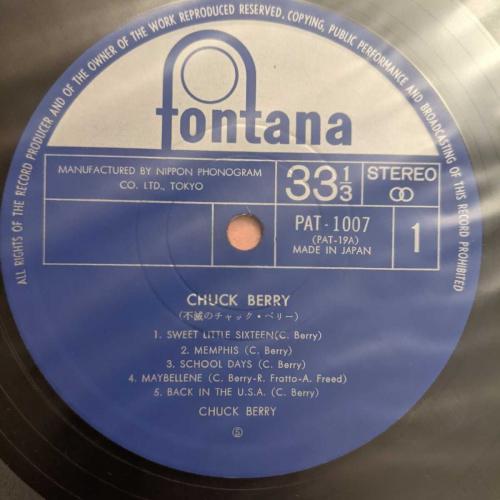 ALL RIGHTS OF THE RECORD PRODUCER AND OF THE OWNER OF THE WORK REPRODUCED RESERVED. COPYING, PUBLIC PERFORMANCE AND BROADCASTING OF THIS RECORD PROHIBITED
fontana
MANUFACTURED BY NIPPON PHONOGRAM
CO. LTD., TOKYO
33 1/3
STEREO
PAT-1007
(PAT-19A)
MADE IN JAPAN
1
CHUCK BERRY
(不滅のチャック・ベリー)
1. SWEET LITTLE SIXTEEN(C. Berry)
2. MEMPHIS (C. Berry)
3. SCHOOL DAYS (C. Berry)
4. MAYBELLENE (C. Berry-R. Fratto-A. Freed)
5. BACK IN THE U.S.A. (C. Berry)
CHUCK BERRY